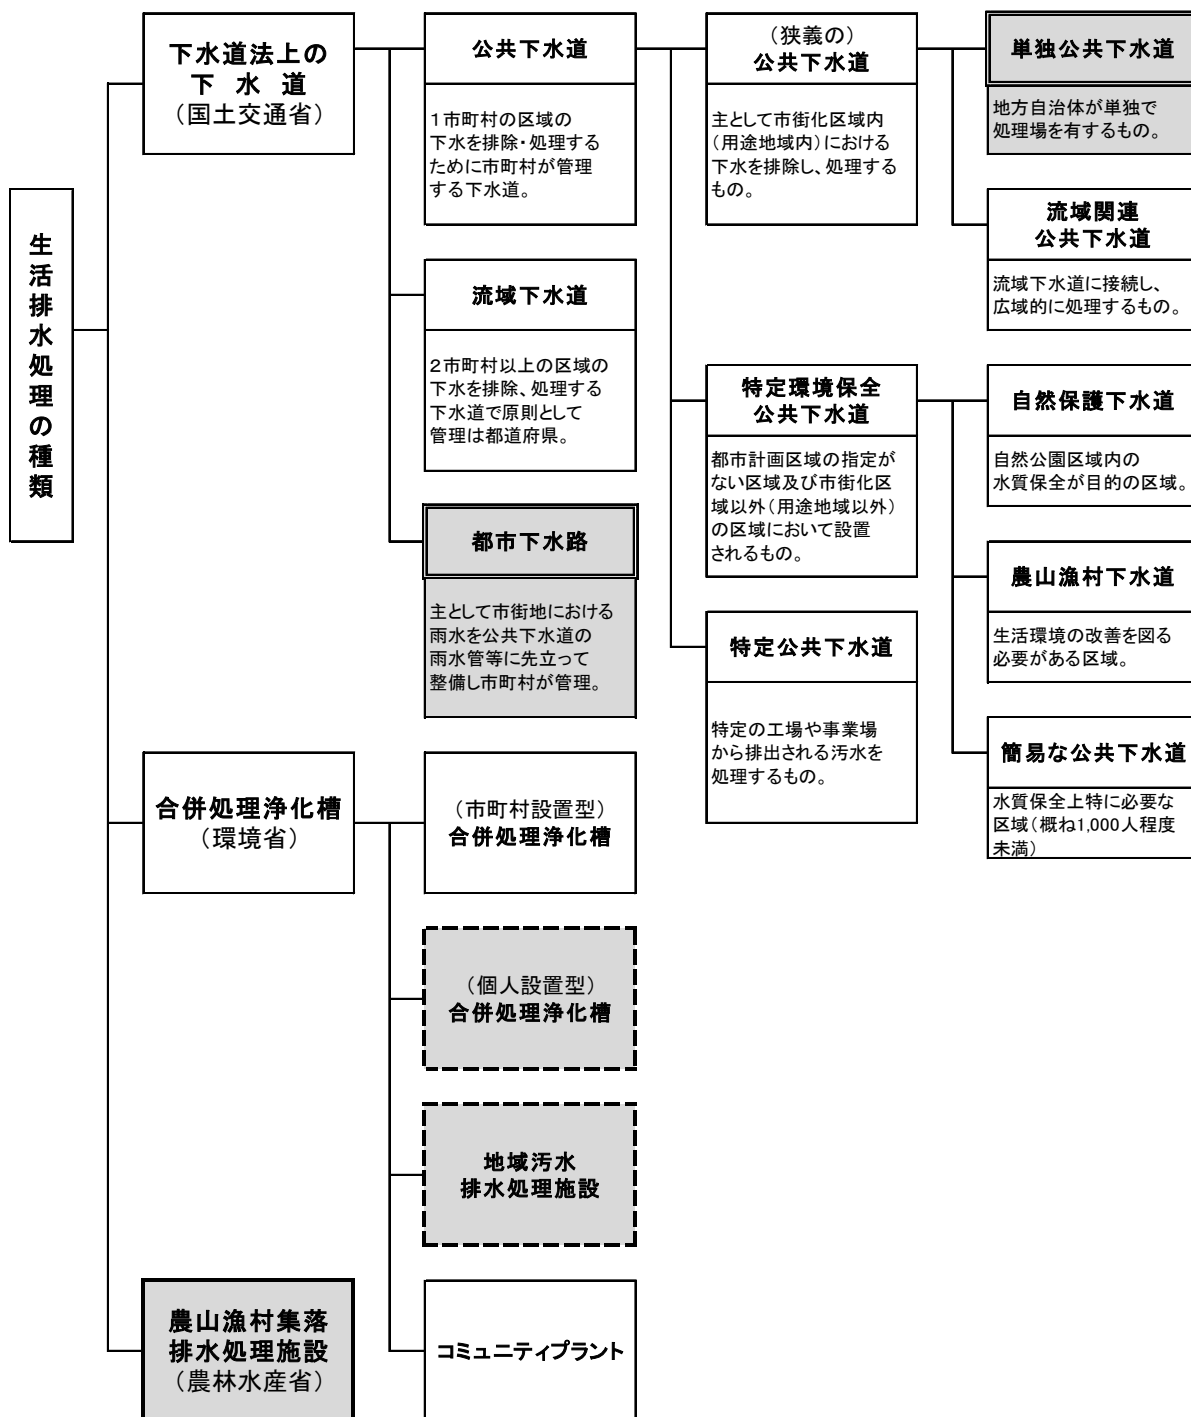 生活排水処理の種類
下水道法上の
下水道
（国土交通省）
公共下水道
１市町村の区域の
下水を排除・処理する
ために市町村が管理
する下水道。
流域下水道
２市町村以上の区域の
下水を排除、処理する
下水道で原則として
管理は都道府県。
都市下水路
主として市街地における
雨水を公共下水道の
雨水管等に先立って
整備し市町村が管理。
（狭義の）
公共下水道
主として市街化区域内
（用途地域内）における
下水を排除し、処理する
もの。
特定環境保全
公共下水道
都市計画区域の指定が
ない区域及び市街化区
域以外（用途地域以外）
の区域において設置
されるもの。
特定公共下水道
特定の工場や事業場
から排出される汚水を
処理するもの。
単独公共下水道
地方自治体が単独で
処理場を有するもの。
流域関連
公共下水道
流域下水道に接続し、
広域的に処理するもの。
自然保護下水道
自然公園区域内の
水質保全が目的の区域。
農山漁村下水道
生活環境の改善を図る
必要がある区域。
簡易な公共下水道
水質保全上特に必要な
区域（概ね1,000人程度
未満）
合併処理浄化槽
（環境省）
（市町村設置型）
合併処理浄化槽
（個人設置型）
合併処理浄化槽
地域汚水
排水処理施設
コミュニティプラント
農山漁村集落
排水処理施設
（農林水産省）